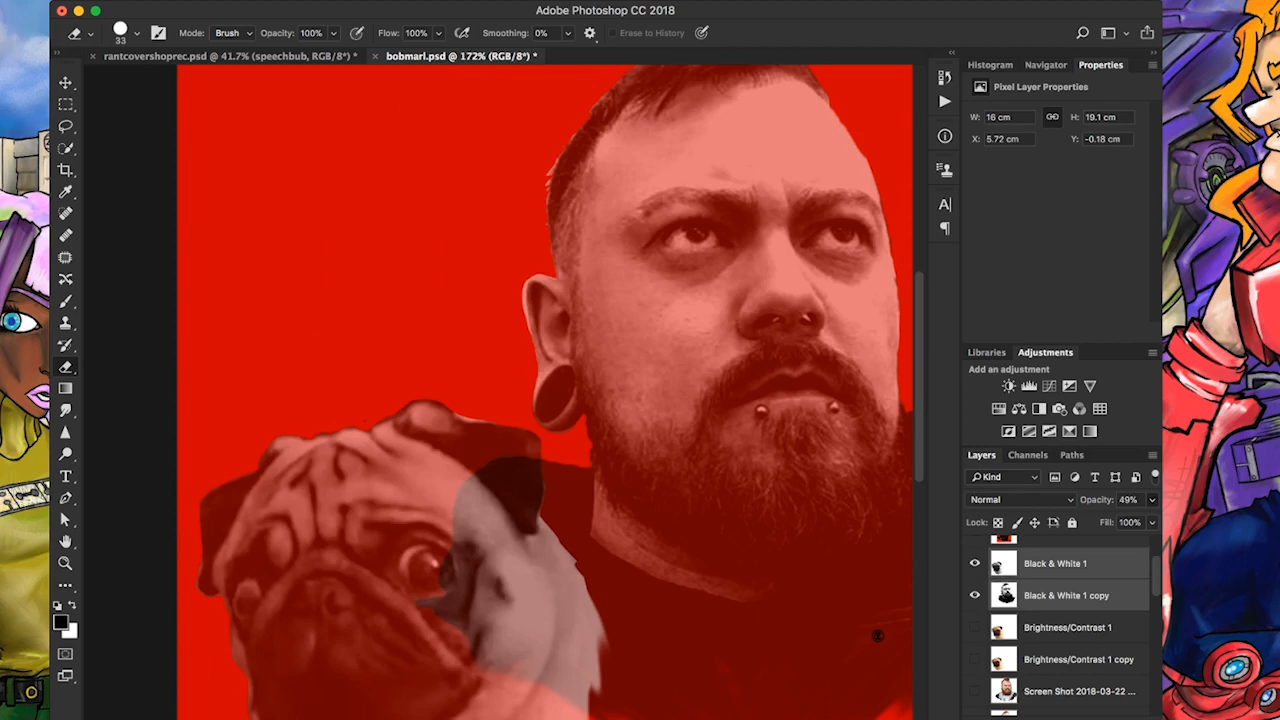 Adobe Photoshop CC 2018
33 Mode: Brush Opacity: 100% Flow: 100% Smoothing: 0% Erase to History
rantcovershoprec.psd @ 41.7% (speechbub, RGB/8*) * bobmarl.psd @ 172% (RGB/8*) *
Histogram Navigator Properties
Pixel Layer Properties
W: 16 cm H: 19.1 cm
X: 5.72 cm Y: -0.18 cm
A
Libraries Adjustments
Add an adjustment
Layers Channels Paths
Kind
Normal Opacity: 49%
Lock: Fill: 100%
Black & White 1
Black & White 1 copy
Brightness/Contrast 1
Brightness/Contrast 1 copy
Screen Shot 2018-03-22 ...